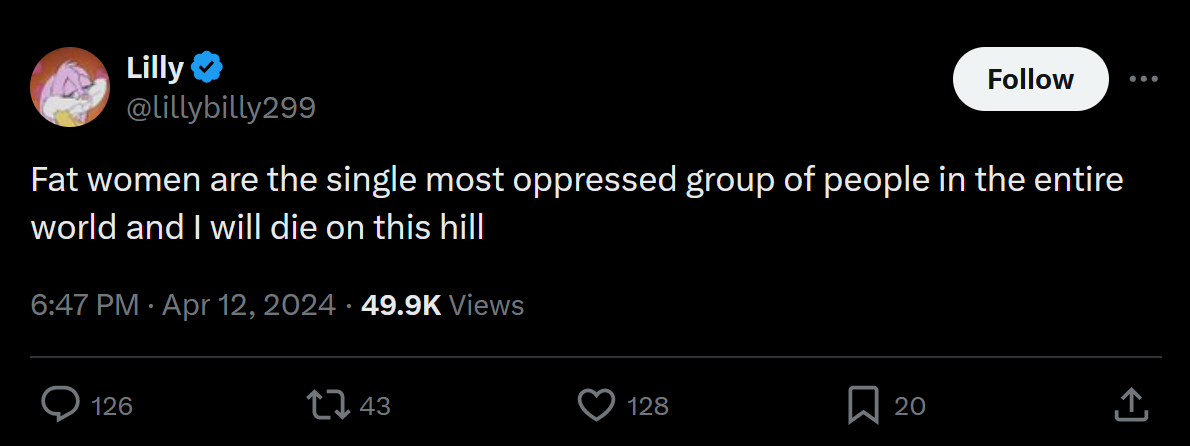 Lilly
Follow
@lillybilly299
Fat women are the single most oppressed group of people in the entire
world and I will die on this hill
6:47 PM · Apr 12, 2024 · 49.9K Views
126 43 128 20